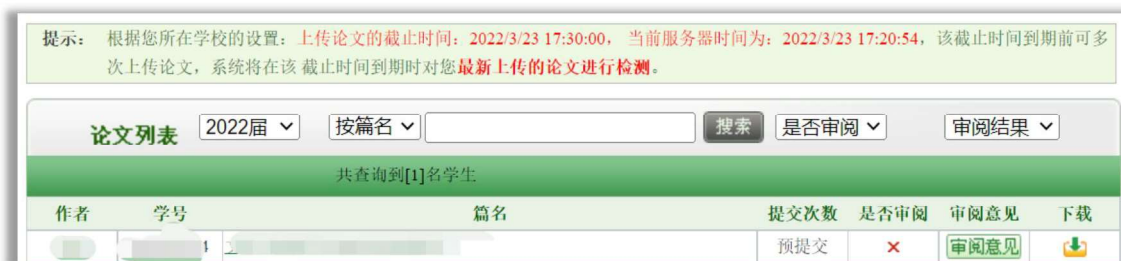 提示： 根据您所在学校的设置：上传论文的截止时间：2022/3/23 17:30:00， 当前服务器时间为：2022/3/23 17:20:54，该截止时间到期前可多
次上传论文，系统将在该 截止时间到期时对您最新上传的论文进行检测。
论文列表 2022届 按篇名 搜索 是否审阅 审阅结果
共查询到[1]名学生
作者 学号 篇名 提交次数 是否审阅 审阅意见 下载
4 预提交 审阅意见